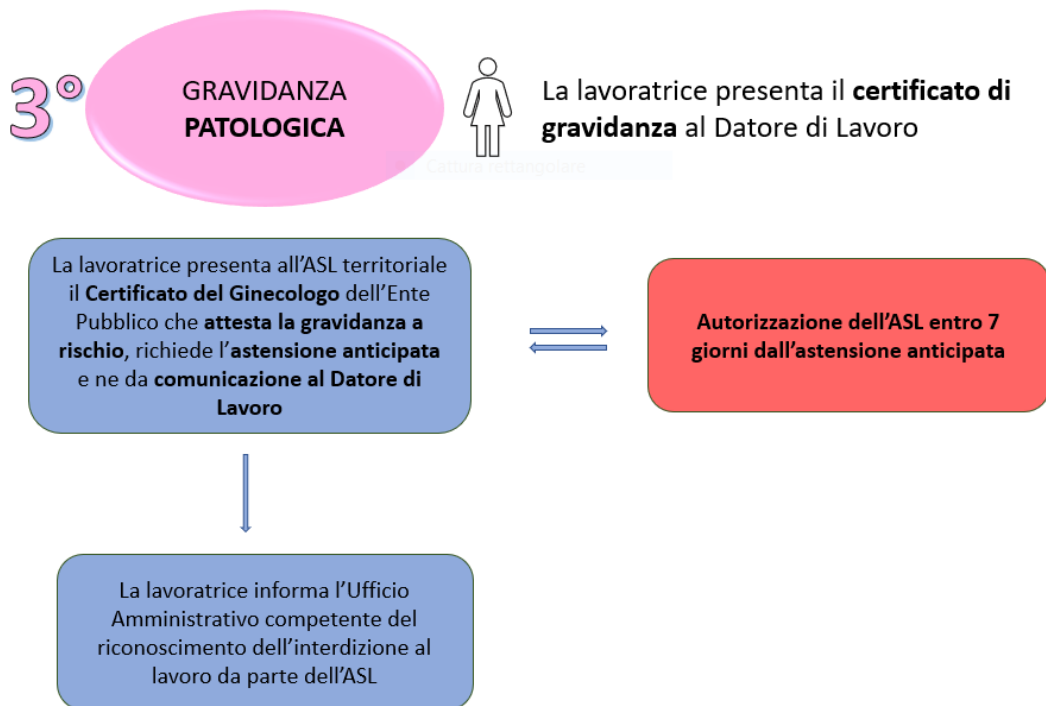 3°
GRAVIDANZA
PATOLOGICA
La lavoratrice presenta il certificato di
gravidanza al Datore di Lavoro
Cattura rettangolare
La lavoratrice presenta all'ASL territoriale
il Certificato del Ginecologo dell'Ente
Pubblico che attesta la gravidanza a
rischio, richiede l'astensione anticipata
e ne da comunicazione al Datore di
Lavoro
Autorizzazione dell'ASL entro 7
giorni dall'astensione anticipata
La lavoratrice informa l'Ufficio
Amministrativo competente del
riconoscimento dell'interdizione al
lavoro da parte dell'ASL